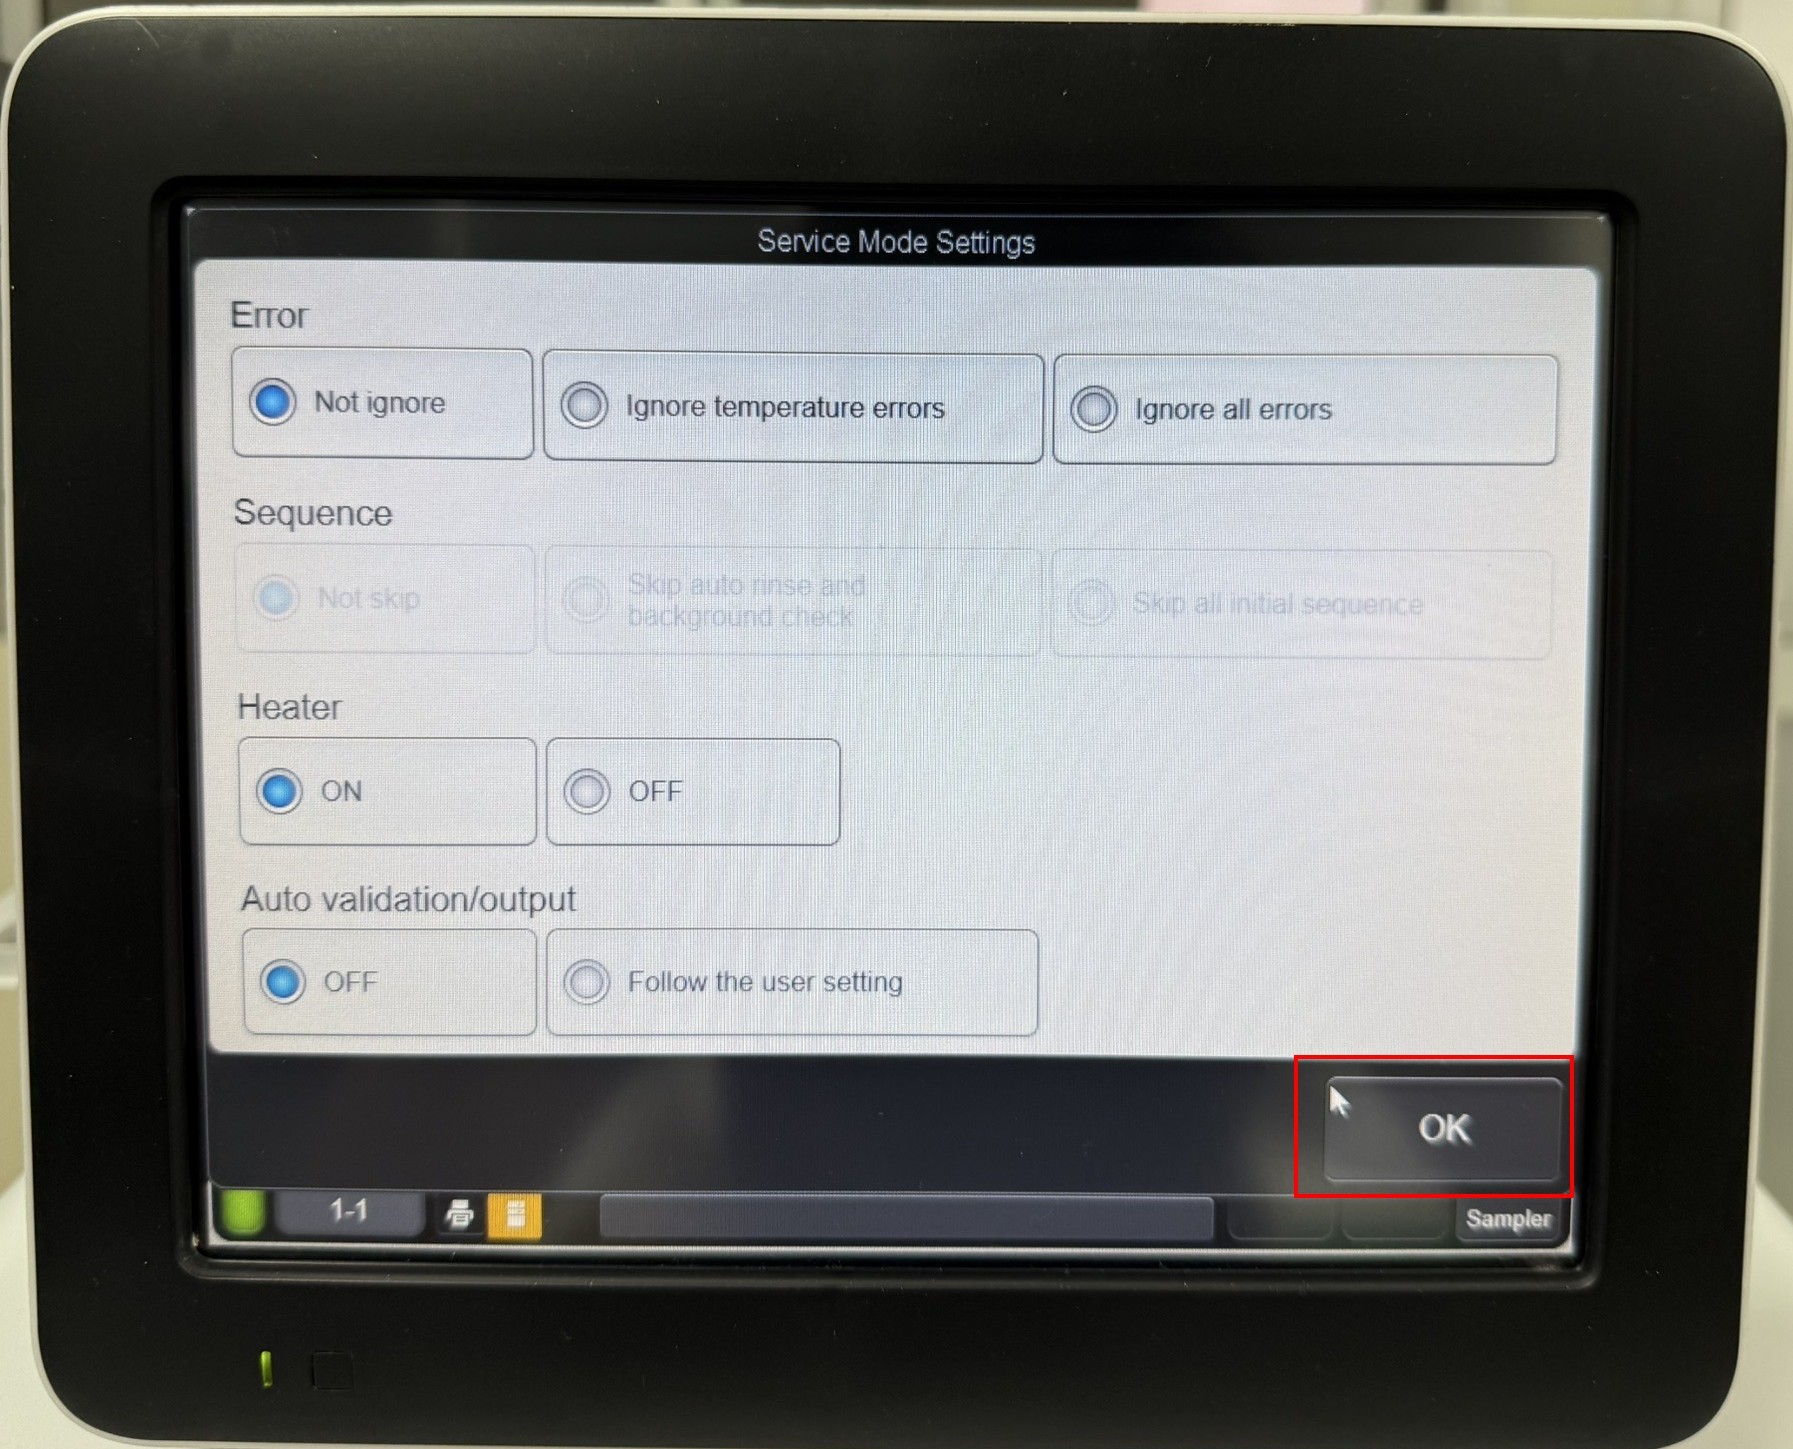 Service Mode Settings
Error
Not ignore
Ignore temperature errors
Ignore all errors
Sequence
Not skip
Skip auto rinse and
background check
Skip all initial sequence
Heater
ON
OFF
Auto validation/output
OFF
Follow the user setting
OK
1-1
Sampler